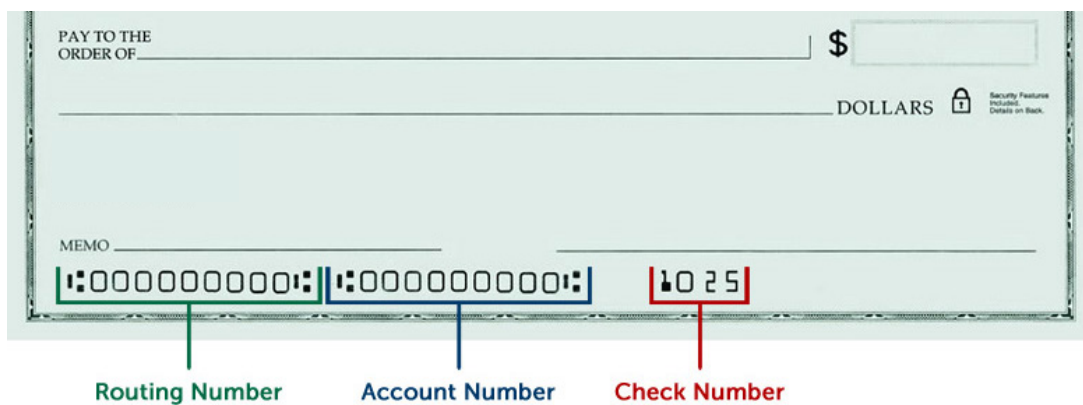 PAY TO THE
ORDER OF
$
DOLLARS
Security Features
Included.
Details on Back.
MEMO
⑆000000000⑆ ⑆000000000⑆ 1025
Routing Number Account Number Check Number